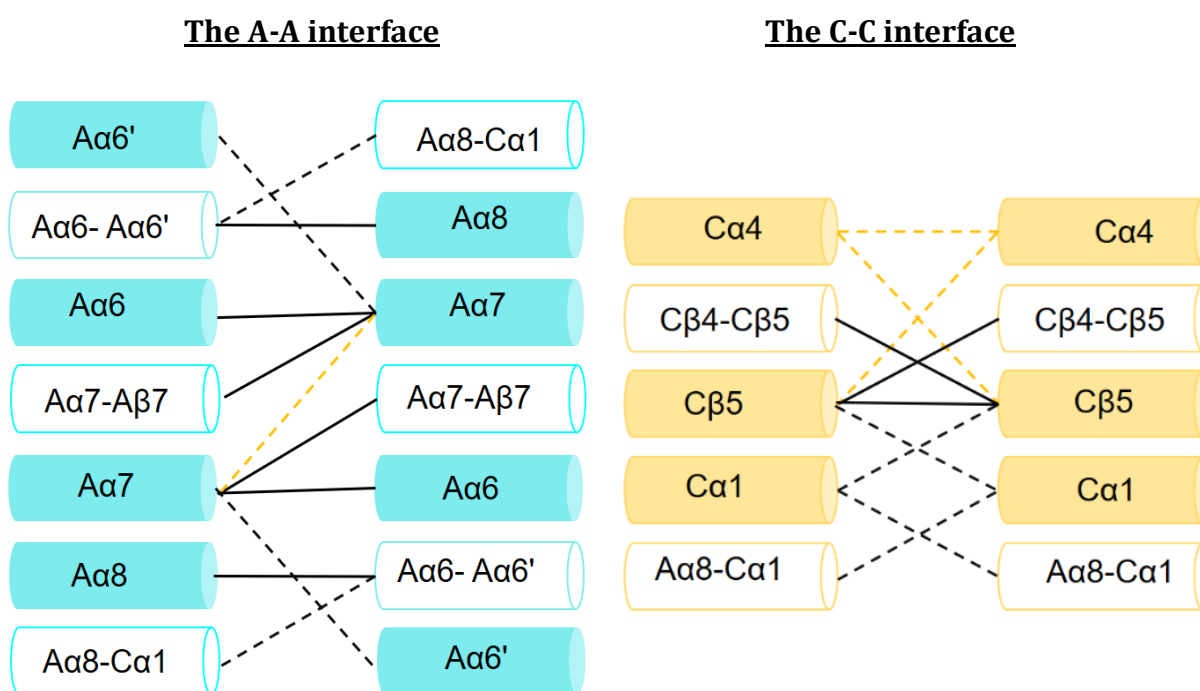 The A-A interface
Aα6'
Aα6- Aα6'
Aα6
Aα7-Aβ7
Aα7
Aα8
Aα8-Cα1
Aα8-Cα1
Aα8
Aα7
Aα7-Aβ7
Aα6
Aα6- Aα6'
Aα6'
The C-C interface
Cα4
Cβ4-Cβ5
Cβ5
Cα1
Aα8-Cα1
Cα4
Cβ4-Cβ5
Cβ5
Cα1
Aα8-Cα1